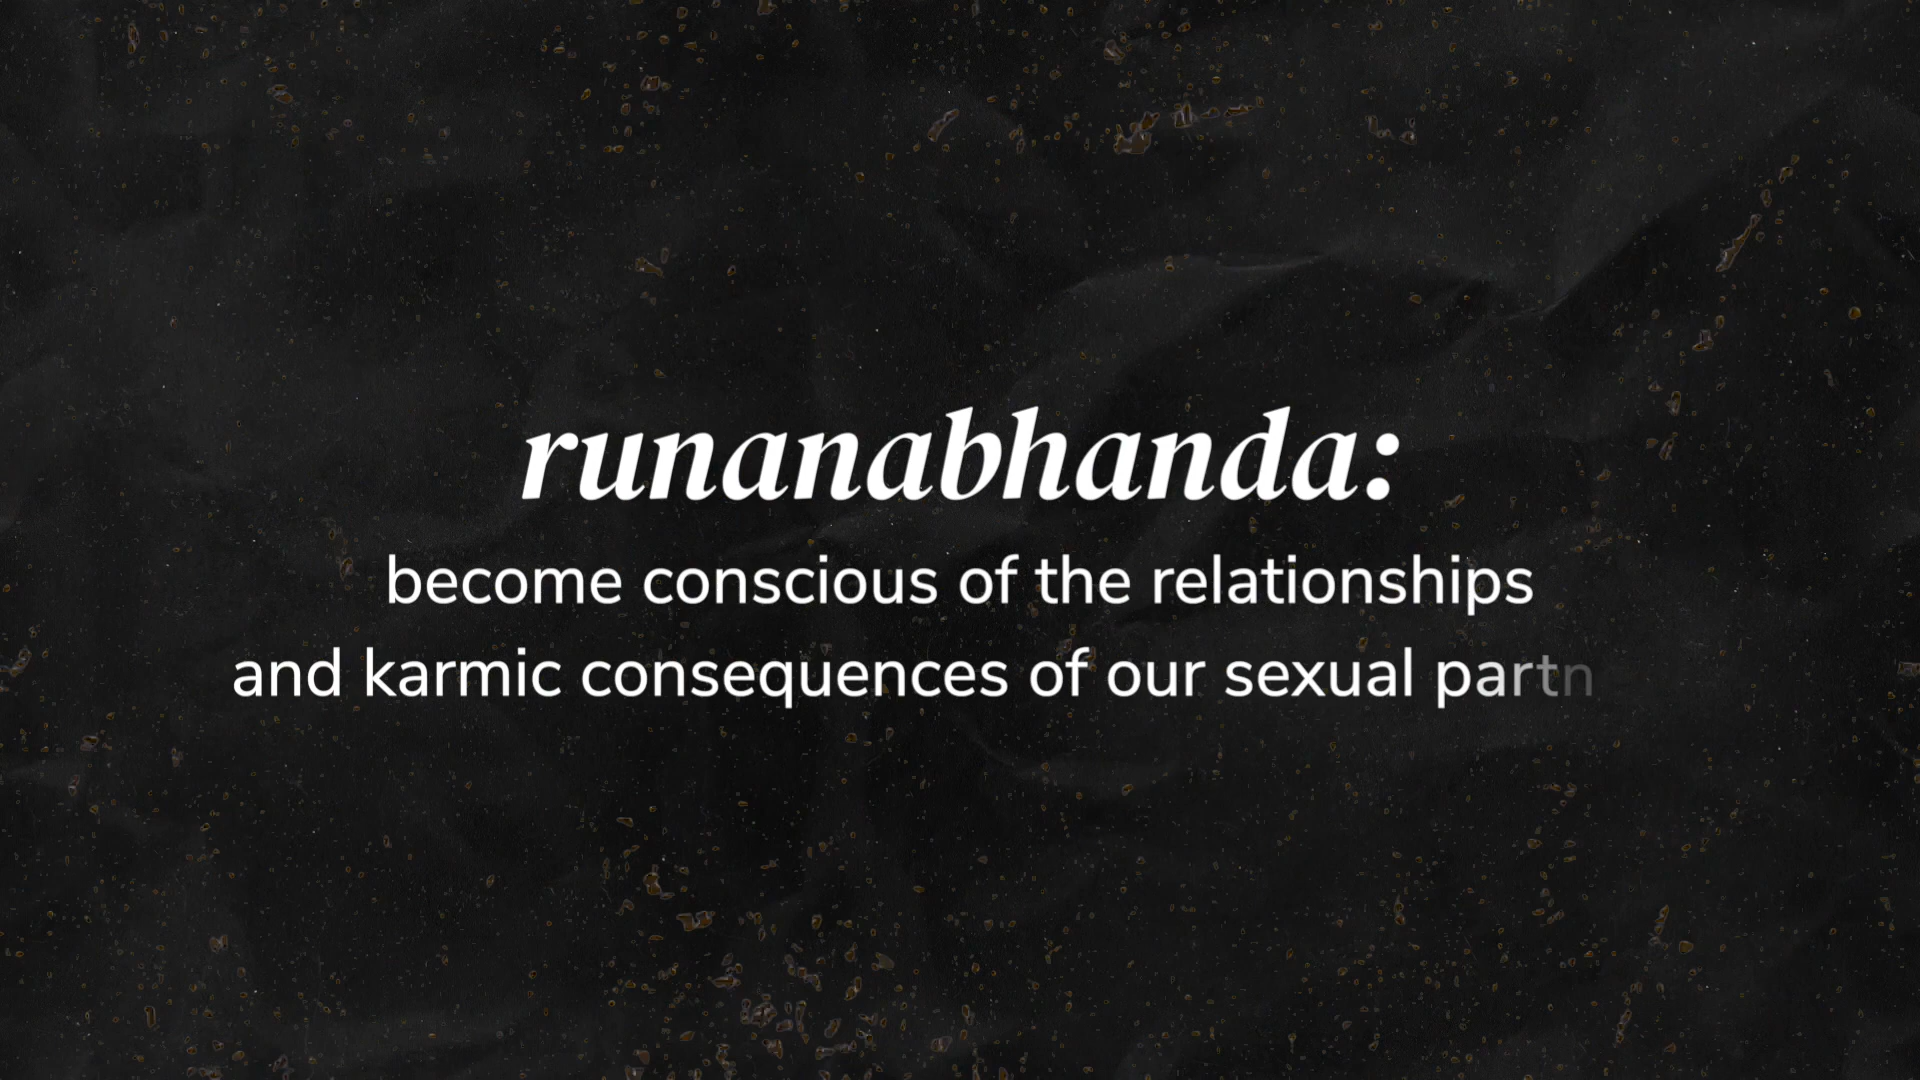 runanabhanda:
become conscious of the relationships
and karmic consequences of our sexual partn